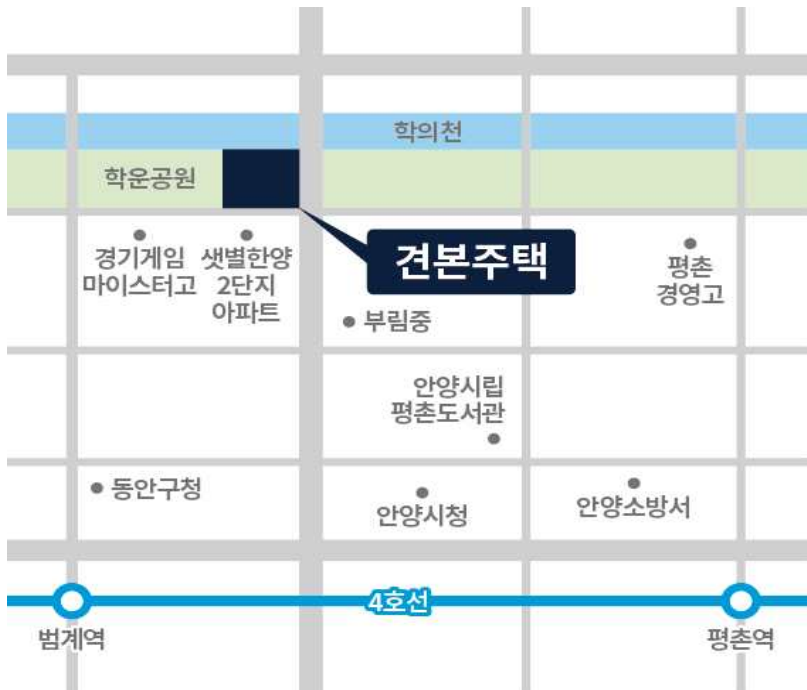 학의천
학운공원
견본주택
경기게임
마이스터고
샛별한양
2단지
아파트
평촌
경영고
부림중
안양시립
평촌도서관
동안구청
안양시청
안양소방서
4호선
범계역
평촌역